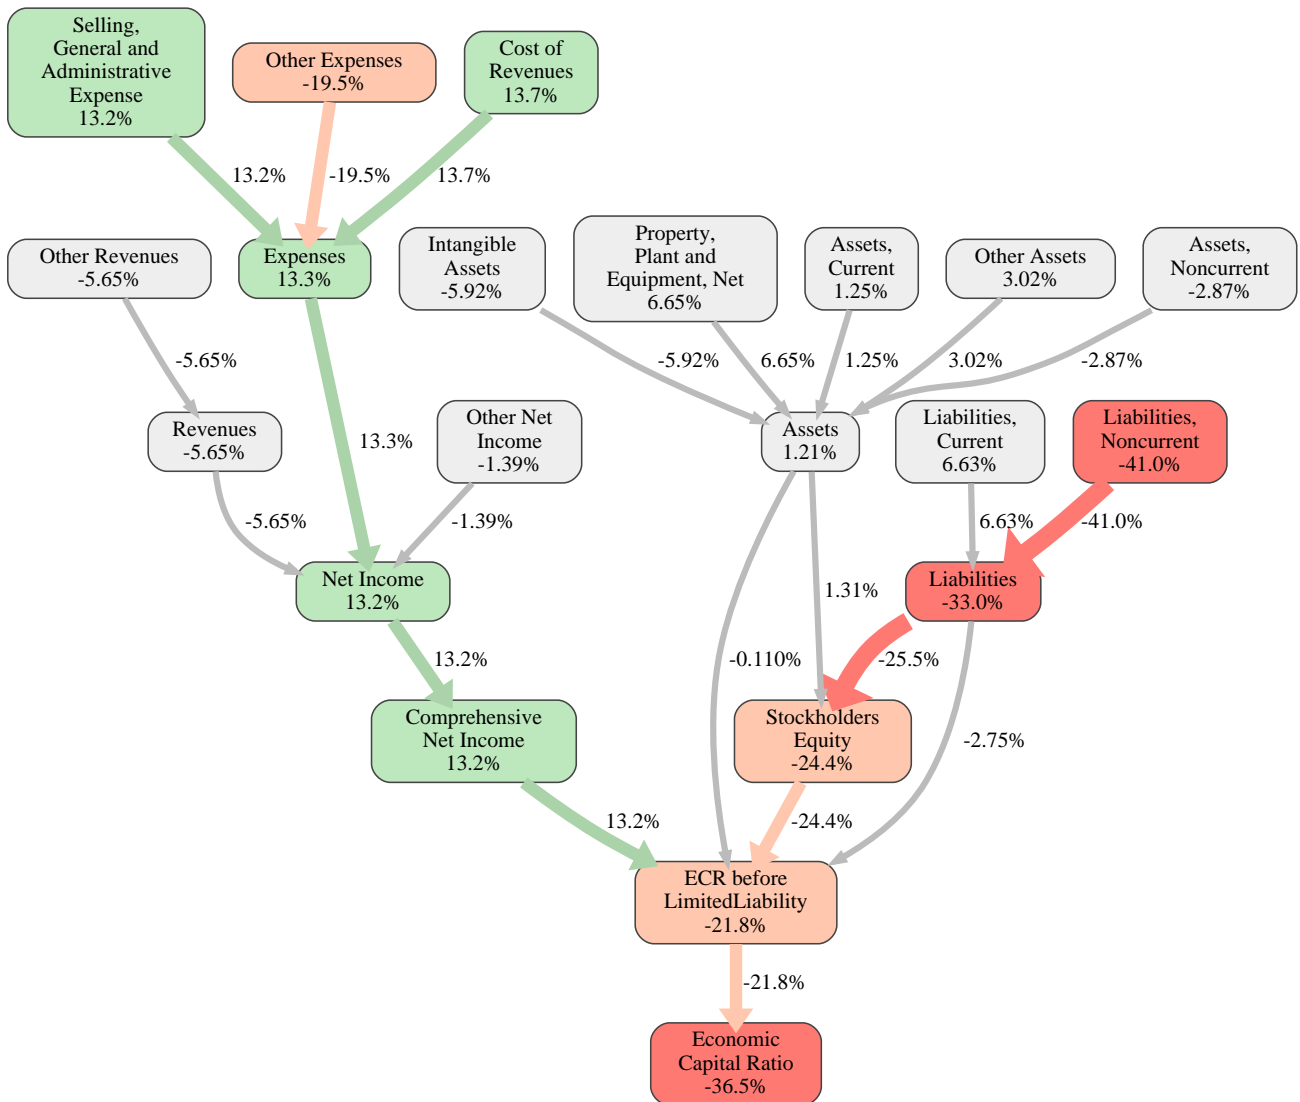 Selling,
General and
Administrative
Expense
13.2%
Other Expenses
-19.5%
Cost of
Revenues
13.7%
13.2%
-19.5%
13.7%
Other Revenues
-5.65%
Expenses
13.3%
Intangible
Assets
-5.92%
Property,
Plant and
Equipment, Net
6.65%
Assets,
Current
1.25%
Other Assets
3.02%
Assets,
Noncurrent
-2.87%
-5.65%
-5.92%
6.65%
1.25%
3.02%
-2.87%
Revenues
-5.65%
13.3%
Other Net
Income
-1.39%
Assets
1.21%
Liabilities,
Current
6.63%
Liabilities,
Noncurrent
-41.0%
-5.65%
-1.39%
6.63%
-41.0%
Net Income
13.2%
1.31%
Liabilities
-33.0%
13.2%
-0.110%
-25.5%
Comprehensive
Net Income
13.2%
Stockholders
Equity
-24.4%
-2.75%
13.2%
-24.4%
ECR before
LimitedLiability
-21.8%
-21.8%
Economic
Capital Ratio
-36.5%